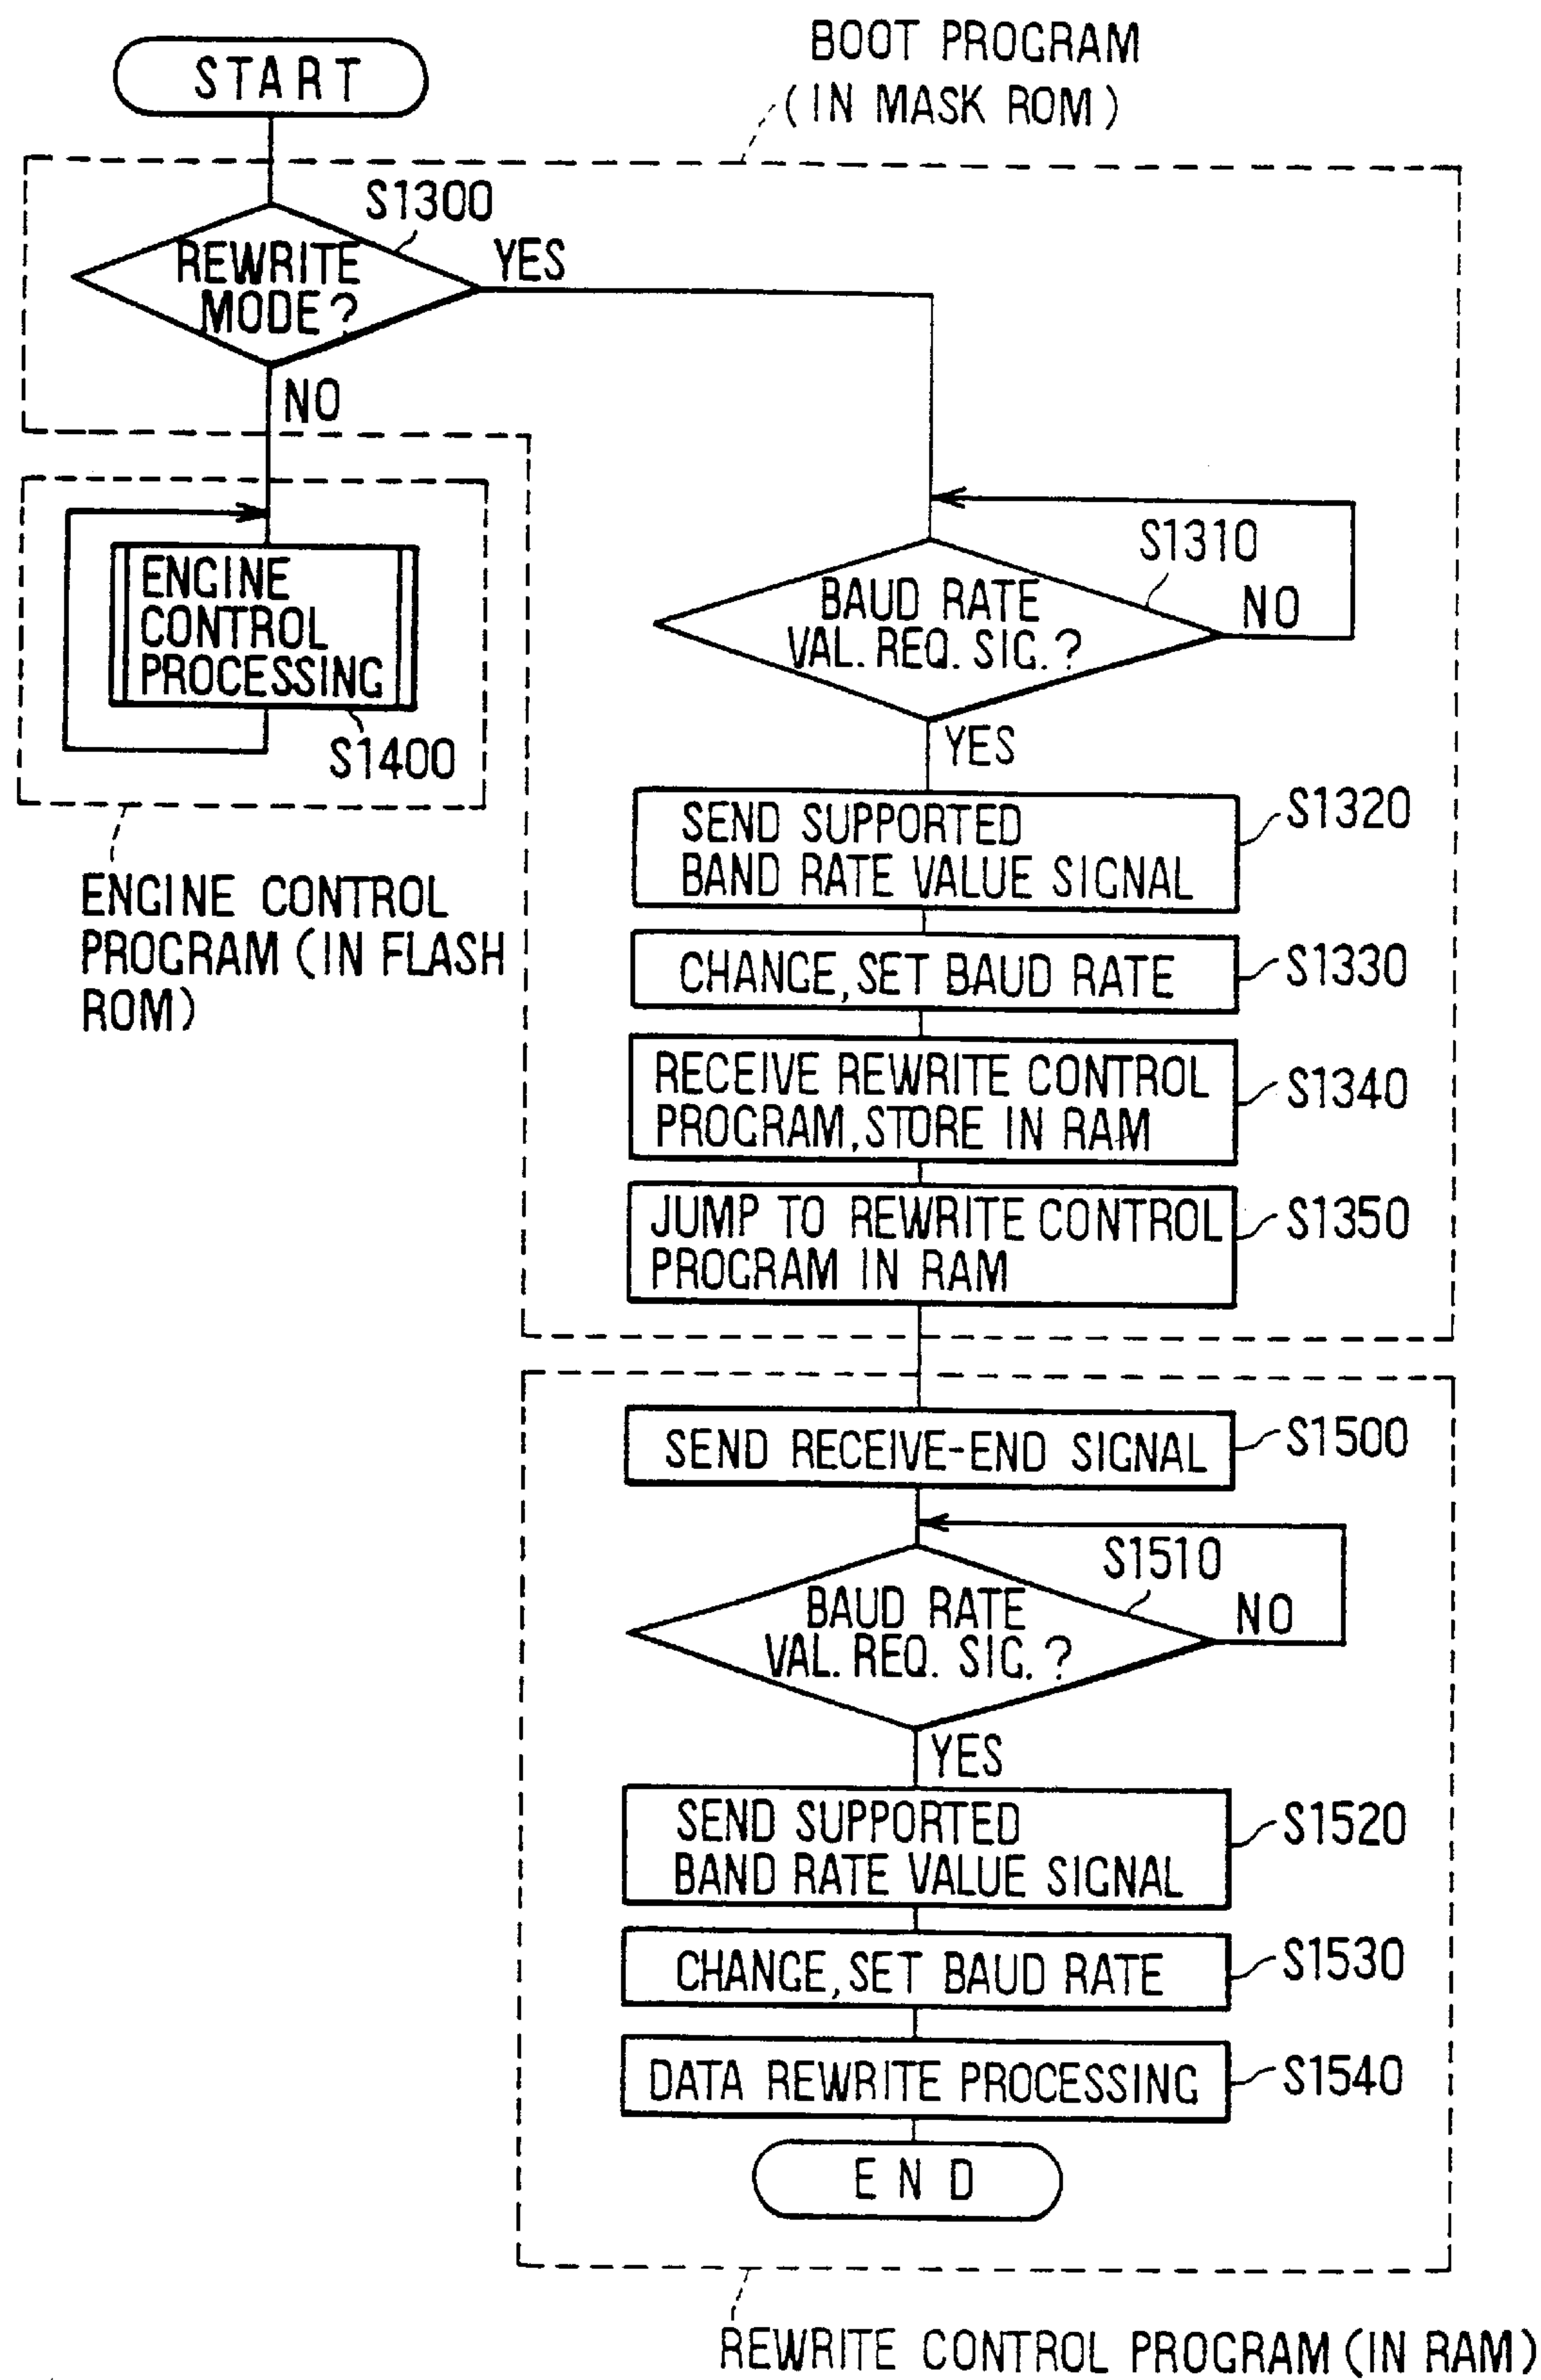 START
BOOT PROGRAM
(IN MASK ROM)
S1300
REWRITE
MODE?
YES
NO
ENGINE
CONTROL
PROCESSING
S1400
ENGINE CONTROL
PROGRAM (IN FLASH
ROM)
S1310
BAUD RATE
VAL. REQ. SIG.?
NO
YES
SEND SUPPORTED
BAND RATE VALUE SIGNAL
S1320
CHANGE, SET BAUD RATE
S1330
RECEIVE REWRITE CONTROL
PROGRAM, STORE IN RAM
S1340
JUMP TO REWRITE CONTROL
PROGRAM IN RAM
S1350
SEND RECEIVE-END SIGNAL
S1500
S1510
BAUD RATE
VAL. REQ. SIG.?
NO
YES
SEND SUPPORTED
BAND RATE VALUE SIGNAL
S1520
CHANGE, SET BAUD RATE
S1530
DATA REWRITE PROCESSING
S1540
END
REWRITE CONTROL PROGRAM (IN RAM)